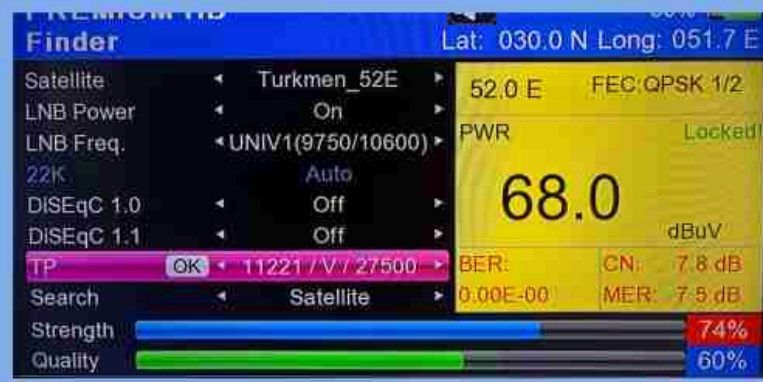 Finder
Lat: 030.0 N Long: 051.7 E
Satellite Turkmen_52E
LNB Power On
LNB Freq. UNIV1(9750/10600)
22K Auto
DiSEqC 1.0 Off
DiSEqC 1.1 Off
TP OK 11221 / V / 27500
Search Satellite
52.0 E FEC:QPSK 1/2
PWR Locked!
68.0
dBuV
BER: CN: 7.8 dB
0.00E-00 MER: 7.5 dB
Strength 74%
Quality 60%